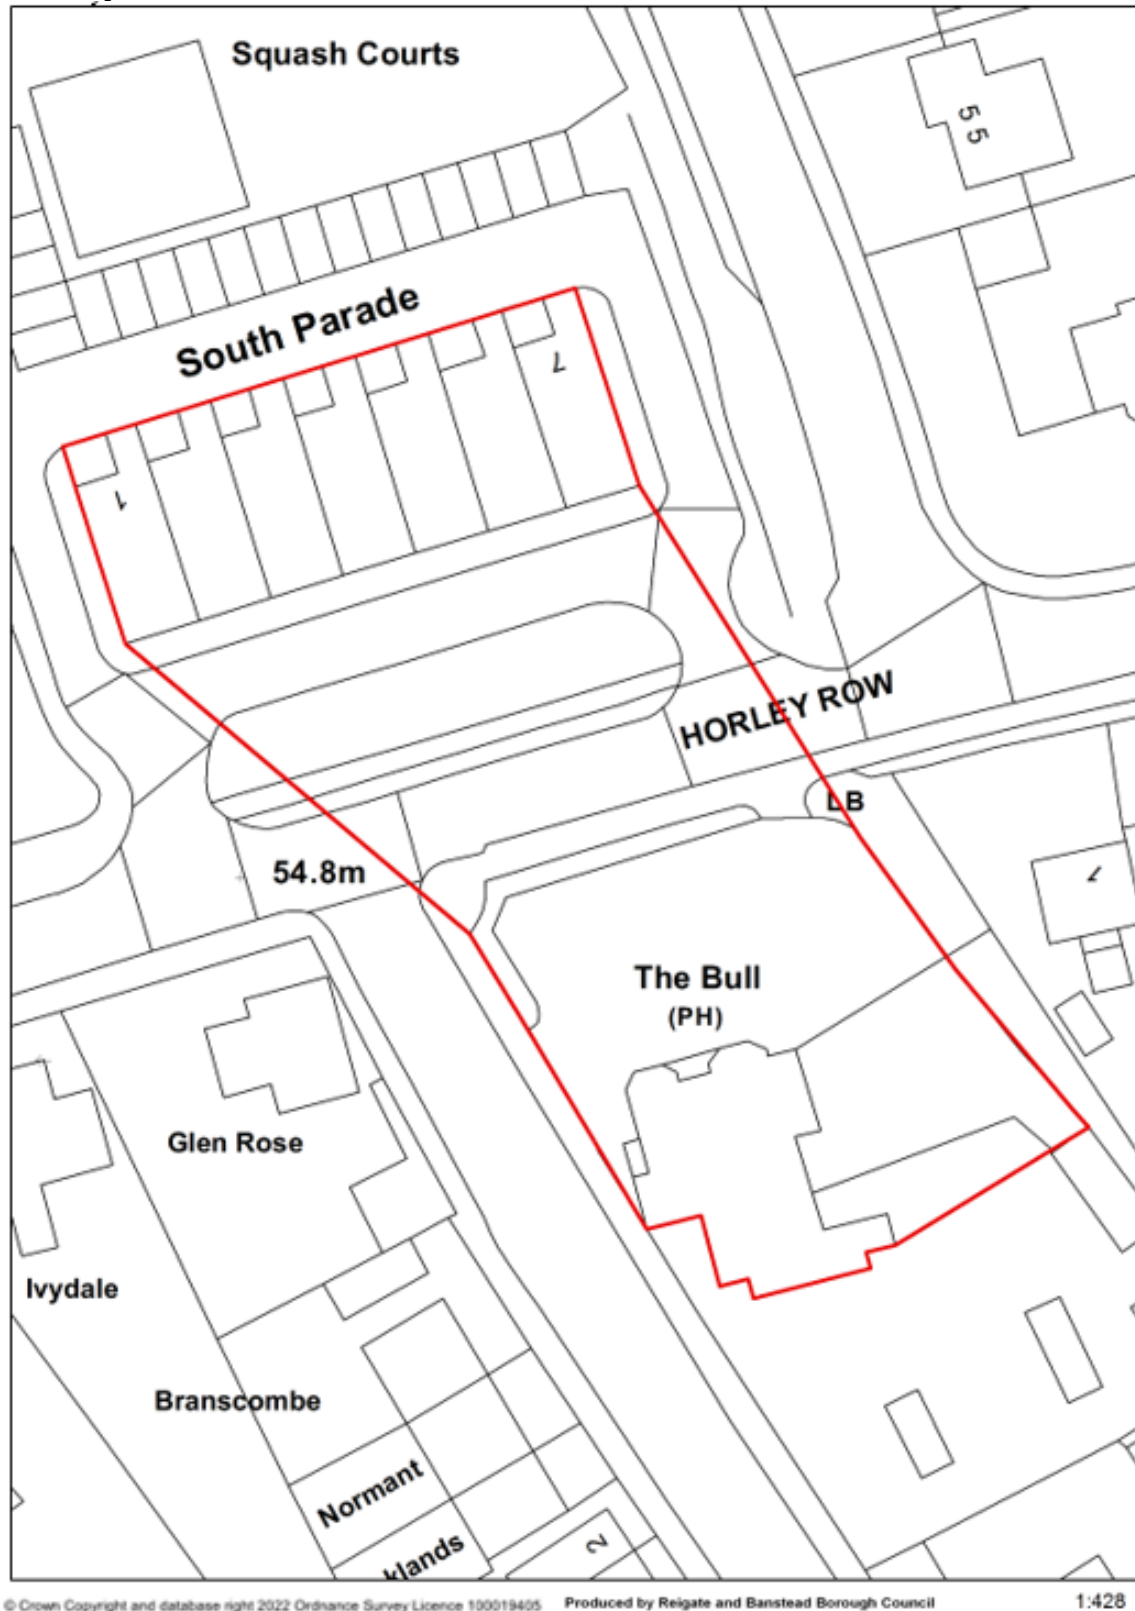 Squash Courts
55
South Parade
7
1
HORLEY ROW
LB
54.8m
1
The Bull
(PH)
Glen Rose
Ivydale
Branscombe
Normant
klands
2
© Crown Copyright and database right 2022 Ordnance Survey Licence 100019405
Produced by Reigate and Banstead Borough Council
1:428